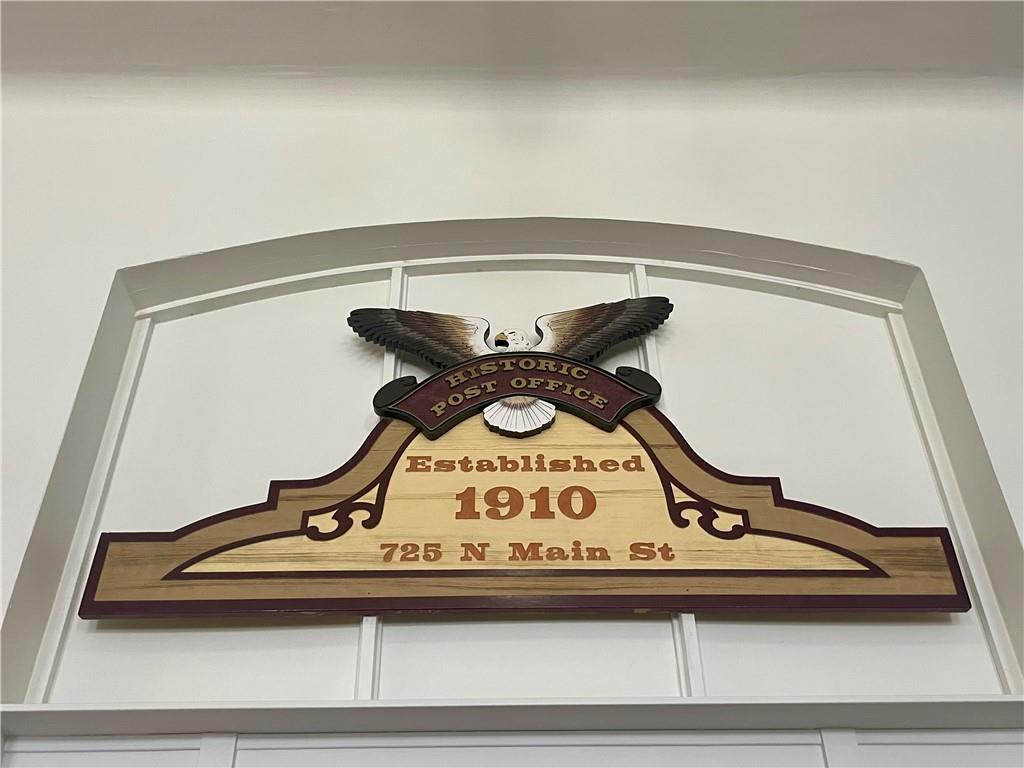 HISTORIC
POST OFFICE
Established
1910
725 N Main St